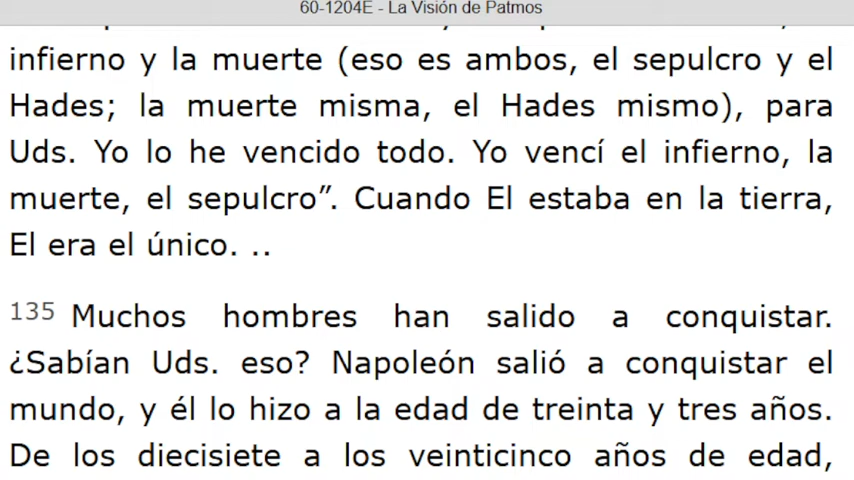 60-1204E - La Visión de Patmos
infierno y la muerte (eso es ambos, el sepulcro y el
Hades; la muerte misma, el Hades mismo), para
Uds. Yo lo he vencido todo. Yo vencí el infierno, la
muerte, el sepulcro”. Cuando El estaba en la tierra,
El era el único. ..
135 Muchos hombres han salido a conquistar.
¿Sabían Uds. eso? Napoleón salió a conquistar el
mundo, y él lo hizo a la edad de treinta y tres años.
De los diecisiete a los veinticinco años de edad,